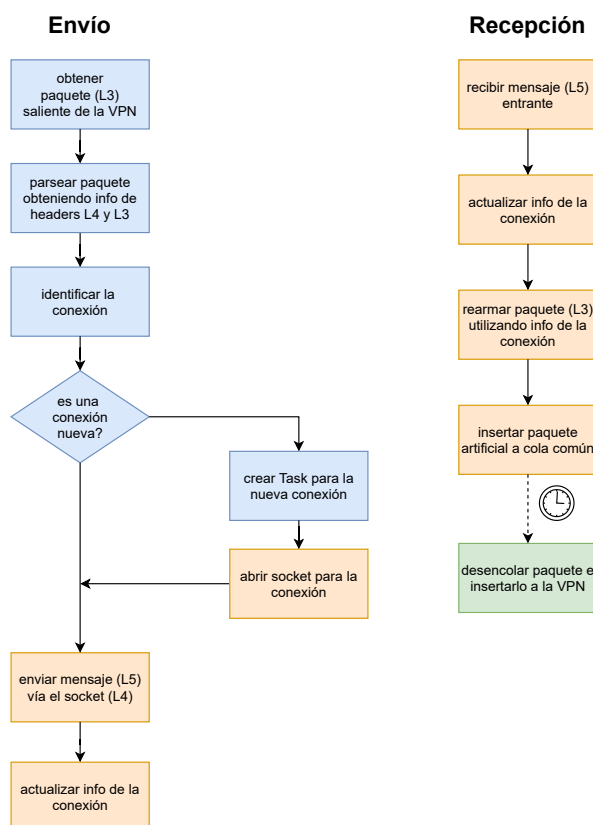 Envío
obtener
paquete (L3)
saliente de la VPN
parsear paquete
obteniendo info de
headers L4 y L3
identificar la
conexión
es una
conexión
nueva?
crear Task para la
nueva conexión
abrir socket para la
conexión
enviar mensaje (L5)
vía el socket (L4)
actualizar info de la
conexión
Recepción
recibir mensaje (L5)
entrante
actualizar info de la
conexión
rearmar paquete (L3)
utilizando info de la
conexión
insertar paquete
artificial a cola común
desencolar paquete e
insertarlo a la VPN